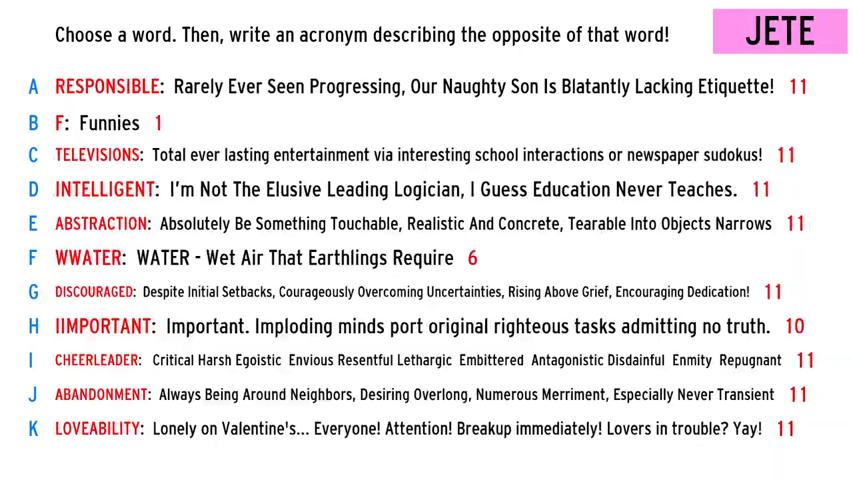 Choose a word. Then, write an acronym describing the opposite of that word!
JETE
A RESPONSIBLE: Rarely Ever Seen Progressing, Our Naughty Son Is Blatantly Lacking Etiquette! 11
B F: Funnies 1
C TELEVISIONS: Total ever lasting entertainment via interesting school interactions or newspaper sudokus! 11
D INTELLIGENT: I'm Not The Elusive Leading Logician, I Guess Education Never Teaches. 11
E ABSTRACTION: Absolutely Be Something Touchable, Realistic And Concrete, Tearable Into Objects Narrows 11
F WWATER: WATER - Wet Air That Earthlings Require 6
G DISCOURAGED: Despite Initial Setbacks, Courageously Overcoming Uncertainties, Rising Above Grief, Encouraging Dedication! 11
H IIMPORTANT: Important. Imploding minds port original righteous tasks admitting no truth. 10
I CHEERLEADER: Critical Harsh Egoistic Envious Resentful Lethargic Embittered Antagonistic Disdainful Enmity Repugnant 11
J ABANDONMENT: Always Being Around Neighbors, Desiring Overlong, Numerous Merriment, Especially Never Transient 11
K LOVEABILITY: Lonely on Valentine's... Everyone! Attention! Breakup immediately! Lovers in trouble? Yay! 11